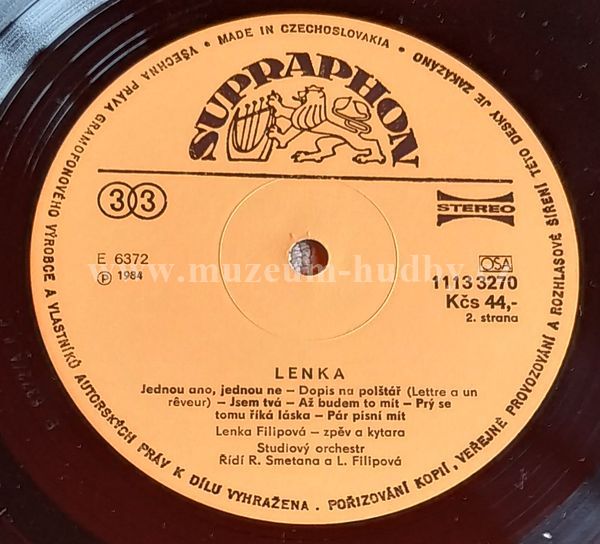 VŠECHNA PRÁVA GRAMOFONOVÉHO VÝROBCE A VLASTNÍKŮ AUTORSKÝCH PRÁV K DÍLU VYHRAŽENA. POŘIZOVÁNÍ KOPIÍ, VEŘEJNÉ PROVOZOVÁNÍ A ROZHLASOVÉ ŠÍŘENÍ TÉTO DESKY JE ZAKÁZÁNO
• MADE IN CZECHOSLOVAKIA •
SUPRAPHON
33
STEREO
E 6372
Ⓟ 1984
OSA
1113 3270
Kčs 44,-
2. strana
www.muzeum-hudby.
LENKA
Jednou ano, jednou ne – Dopis na polštář (Lettre a un
rêveur) – Jsem tvá – Až budem to mít – Prý se
tomu říká láska – Pár písní mít
Lenka Filipová – zpěv a kytara
Studiový orchestr
Řídí R. Smetana a L. Filipová